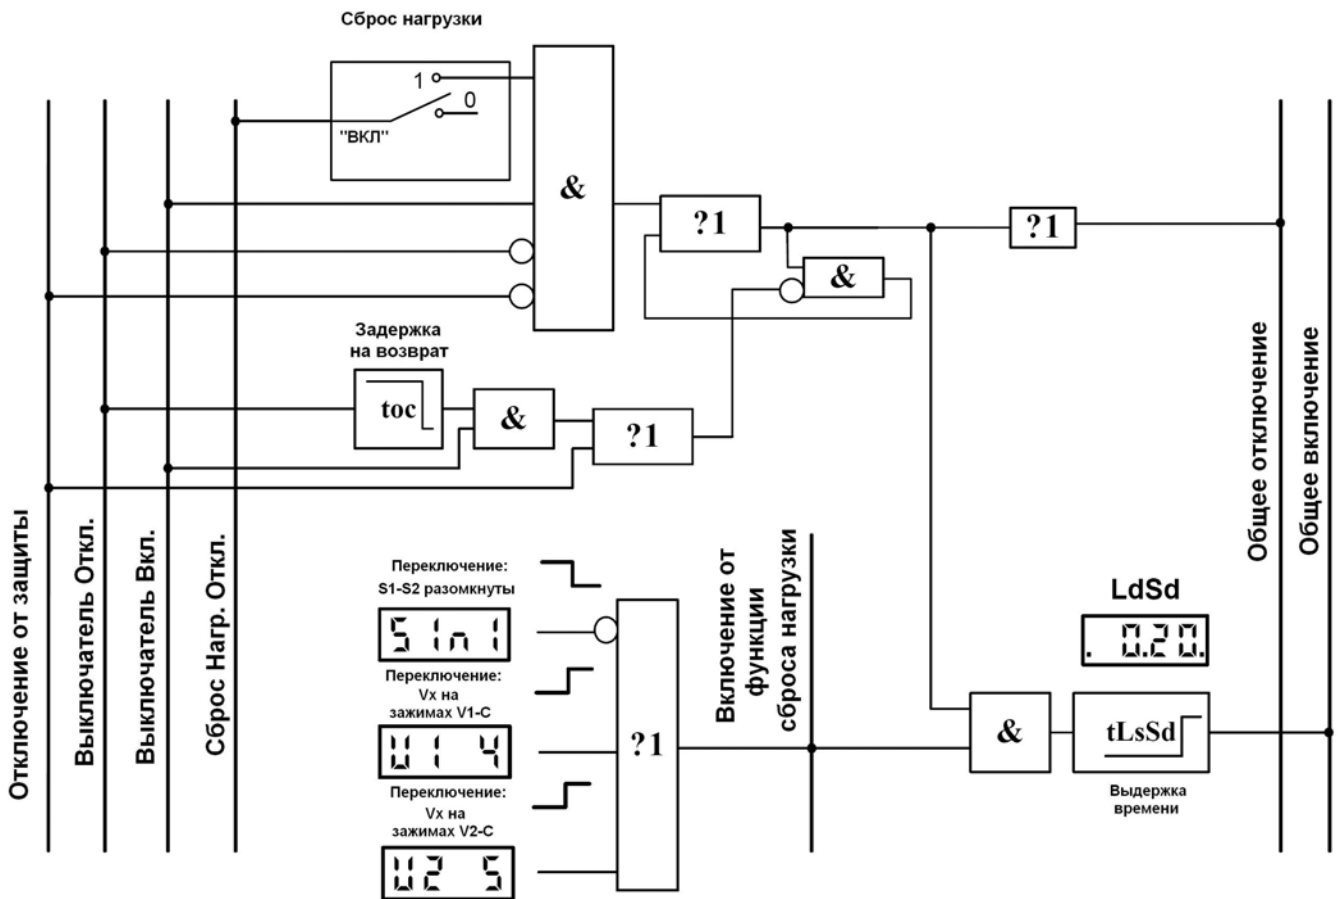 Сброс нагрузки
1
0
"ВКЛ"
&
?1
?1
&
Задержка
на возврат
toc
&
?1
Отключение от защиты
Выключатель Откл.
Выключатель Вкл.
Сброс Нагр. Откл.
Переключение:
S1-S2 разомкнуты
S1n1
Переключение:
Vx на
зажимах V1-C
U1 4
Переключение:
Vx на
зажимах V2-C
U2 5
?1
Включение от
функции
сброса нагрузки
LdSd
. 0.20.
&
tLsSd
Выдержка
времени
Общее отключение
Общее включение